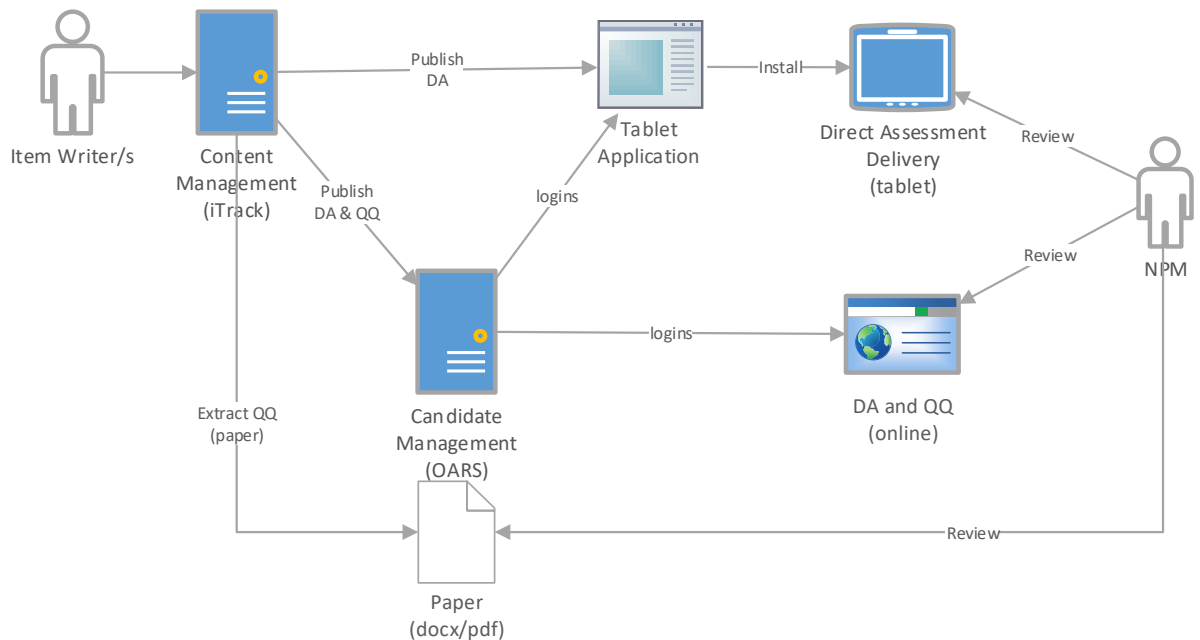 Item Writer/s
Content
Management
(iTrack)
Publish
DA
Tablet
Application
Install
Direct Assessment
Delivery
(tablet)
Review
NPM
Publish
DA & QQ
logins
Candidate
Management
(OARS)
logins
Review
DA and QQ
(online)
Extract QQ
(paper)
Paper
(docx/pdf)
Review